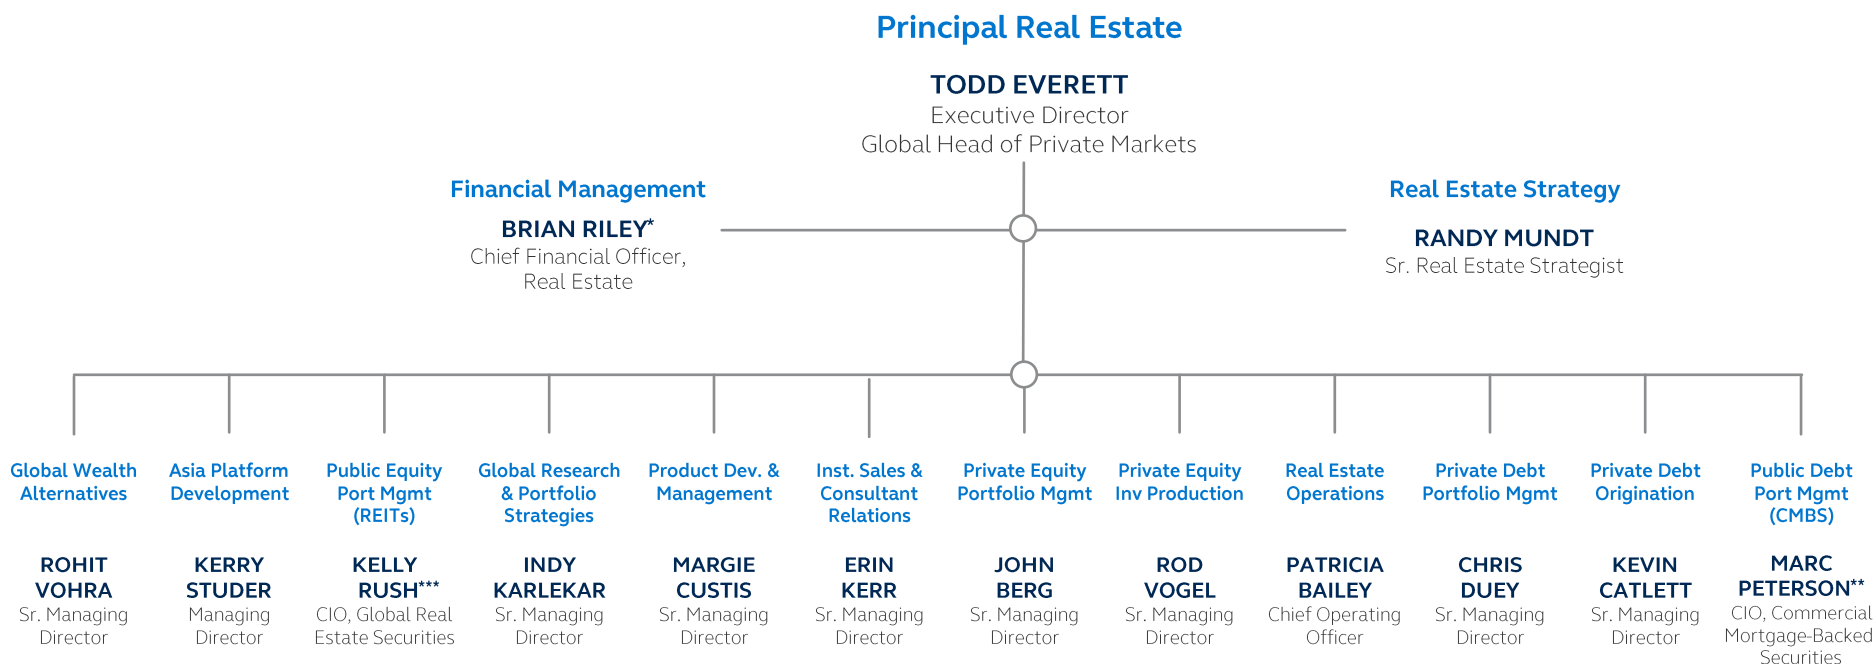 Principal Real Estate
TODD EVERETT
Executive Director
Global Head of Private Markets
Financial Management
BRIAN RILEY*
Chief Financial Officer,
Real Estate
Real Estate Strategy
RANDY MUNDT
Sr. Real Estate Strategist
Global Wealth
Alternatives
ROHIT
VOHRA
Sr. Managing
Director
Asia Platform
Development
KERRY
STUDER
Managing
Director
Public Equity
Port Mgmt
(REITs)
KELLY
RUSH***
CIO, Global Real
Estate Securities
Global Research
& Portfolio
Strategies
INDY
KARLEKAR
Sr. Managing
Director
Product Dev. &
Management
MARGIE
CUSTIS
Sr. Managing
Director
Inst. Sales &
Consultant
Relations
ERIN
KERR
Sr. Managing
Director
Private Equity
Portfolio Mgmt
JOHN
BERG
Sr. Managing
Director
Private Equity
Inv Production
ROD
VOGEL
Sr. Managing
Director
Real Estate
Operations
PATRICIA
BAILEY
Chief Operating
Officer
Private Debt
Portfolio Mgmt
CHRIS
DUEY
Sr. Managing
Director
Private Debt
Origination
KEVIN
CATLETT
Sr. Managing
Director
Public Debt
Port Mgmt
(CMBS)
MARC
PETERSON**
CIO, Commercial
Mortgage-Backed
Securities